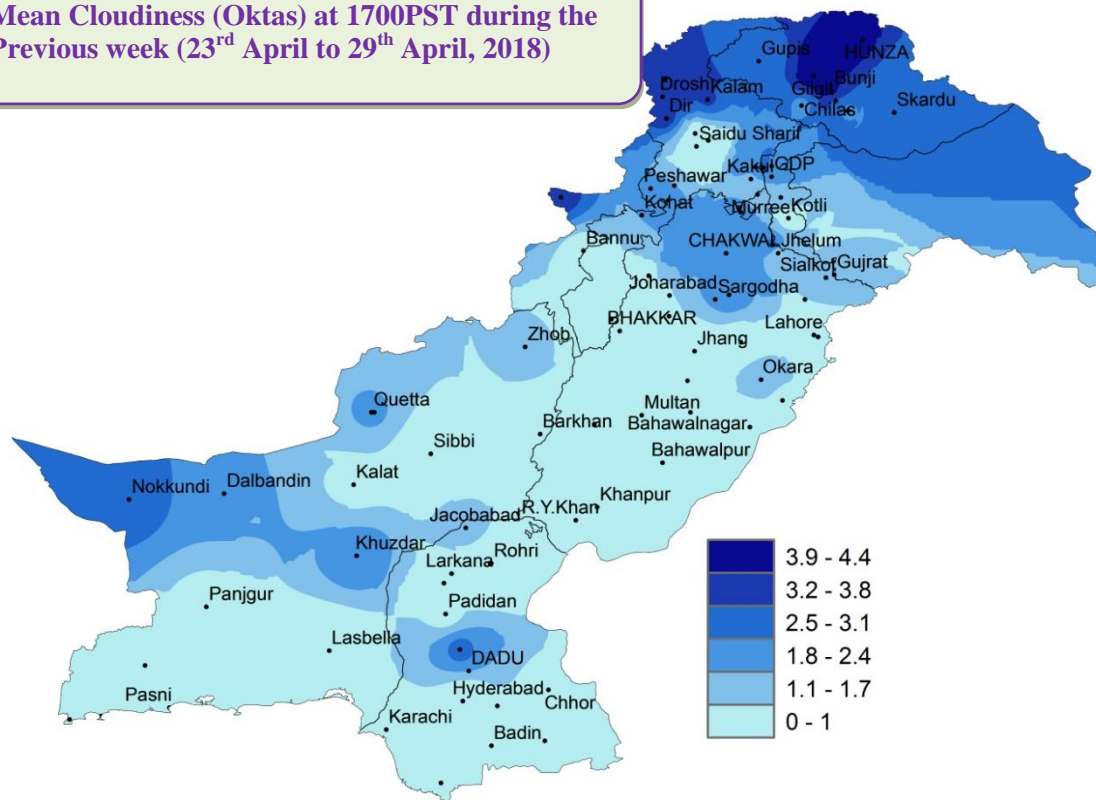 Mean Cloudiness (Oktas) at 1700PST during the
Previous week (23rd April to 29th April, 2018)
Gupis
HUNZA
Drosh
Kalam
Gilgit
Bunji
Dir
Chilas
Skardu
Saidu Sharif
Kakul
GDP
Peshawar
Kohat
Murree
Kotli
Bannu
CHAKWAL
Jhelum
Sialkot
Gujrat
Joharabad
Sargodha
BHAKKAR
Lahore
Zhob
Jhang
Okara
Quetta
Multan
Barkhan
Bahawalnagar
Sibbi
Bahawalpur
Nokkundi
Dalbandin
Kalat
Khanpur
Jacobabad
R.Y.Khan
Khuzdar
Rohri
Larkana
Panjgur
Padidan
Lasbella
DADU
Pasni
Hyderabad
Chhor
Karachi
Badin
3.9 - 4.4
3.2 - 3.8
2.5 - 3.1
1.8 - 2.4
1.1 - 1.7
0 - 1